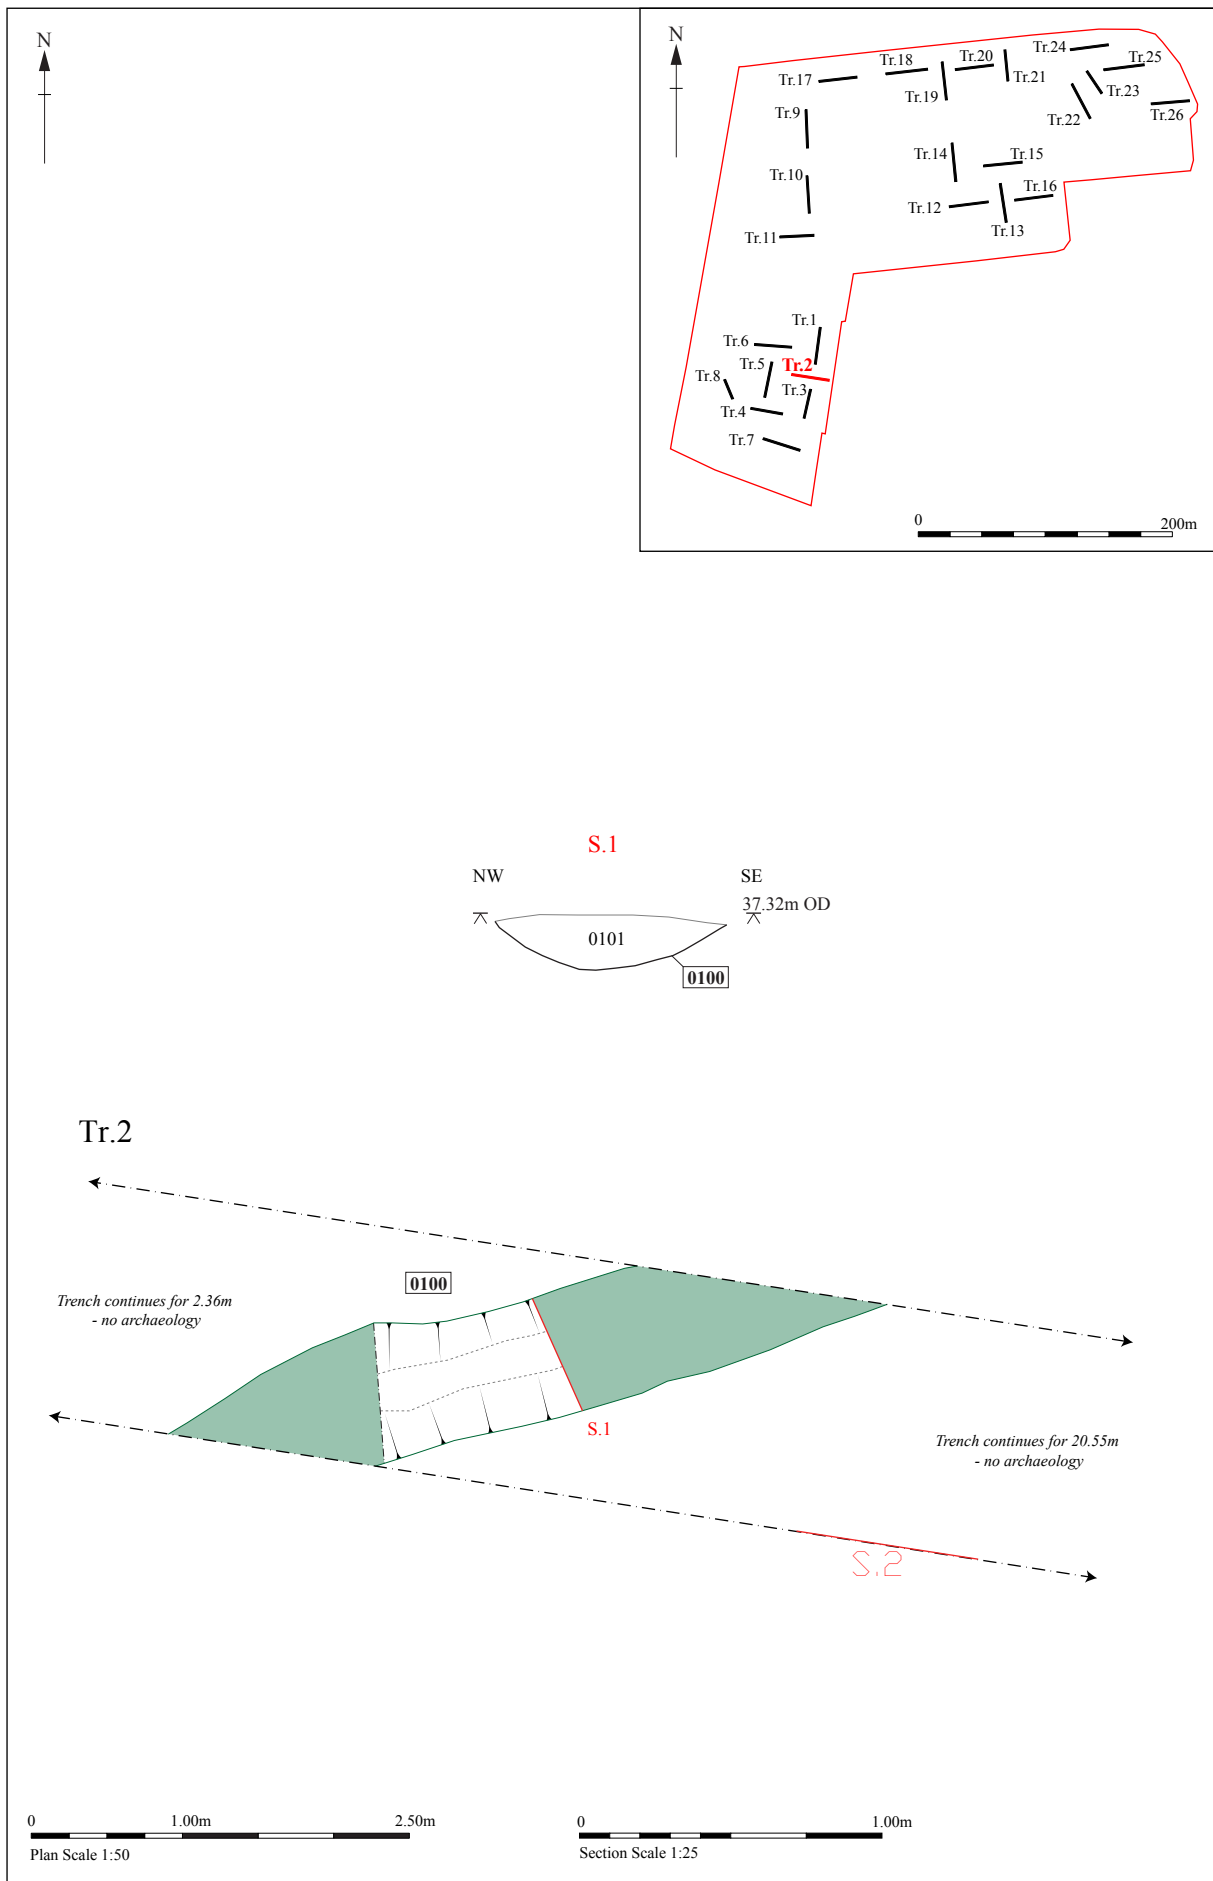 N
N
Tr.24
Tr.18
Tr.20
Tr.25
Tr.17
Tr.21
Tr.19
Tr.23
Tr.9
Tr.22
Tr.26
Tr.14
Tr.15
Tr.10
Tr.16
Tr.12
Tr.13
Tr.11
Tr.1
Tr.6
Tr.5
Tr.2
Tr.8
Tr.3
Tr.4
Tr.7
0
200m
S.1
NW
SE
37.32m OD
0101
0100
Tr.2
0100
Trench continues for 2.36m
- no archaeology
S.1
Trench continues for 20.55m
- no archaeology
S.2
0
1.00m
2.50m
Plan Scale 1:50
0
1.00m
Section Scale 1:25